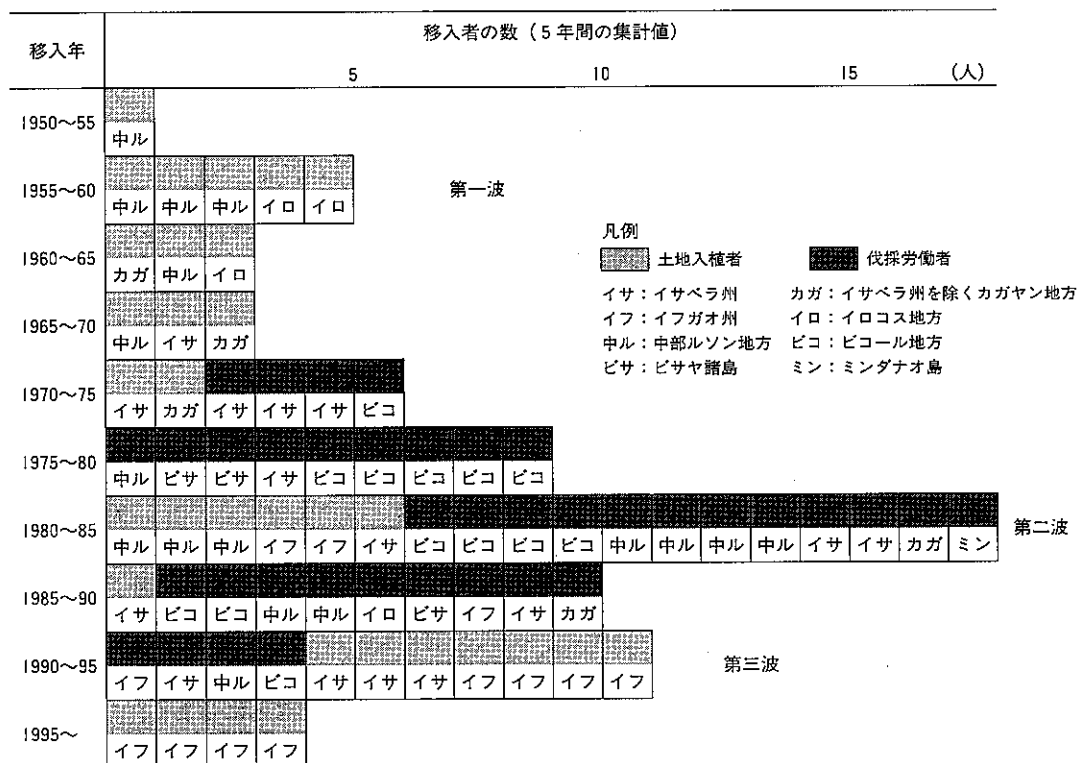 移入年
移入者の数（5年間の集計値）
5 10 15 (人)
1950～55
中ル
1955～60
中ル 中ル 中ル イロ イロ
第一波
1960～65
カガ 中ル イロ
凡例
土地入植者 伐採労働者
イサ：イサベラ州 カガ：イサベラ州を除くカガヤン地方
イフ：イフガオ州 イロ：イロコス地方
中ル：中部ルソン地方 ビコ：ビコール地方
ビサ：ビサヤ諸島 ミン：ミンダナオ島
1965～70
中ル イサ カガ
1970～75
イサ カガ イサ イサ イサ ビコ
1975～80
中ル ビサ ビサ イサ ビコ ビコ ビコ ビコ ビコ
1980～85
中ル 中ル 中ル イフ イフ イサ ビコ ビコ ビコ ビコ 中ル 中ル 中ル 中ル イサ イサ カガ ミン
第二波
1985～90
イサ ビコ ビコ 中ル 中ル イロ ビサ イフ イサ カガ
1990～95
イフ イサ 中ル ビコ イサ イサ イサ イフ イフ イフ イフ
第三波
1995～
イフ イフ イフ イフ